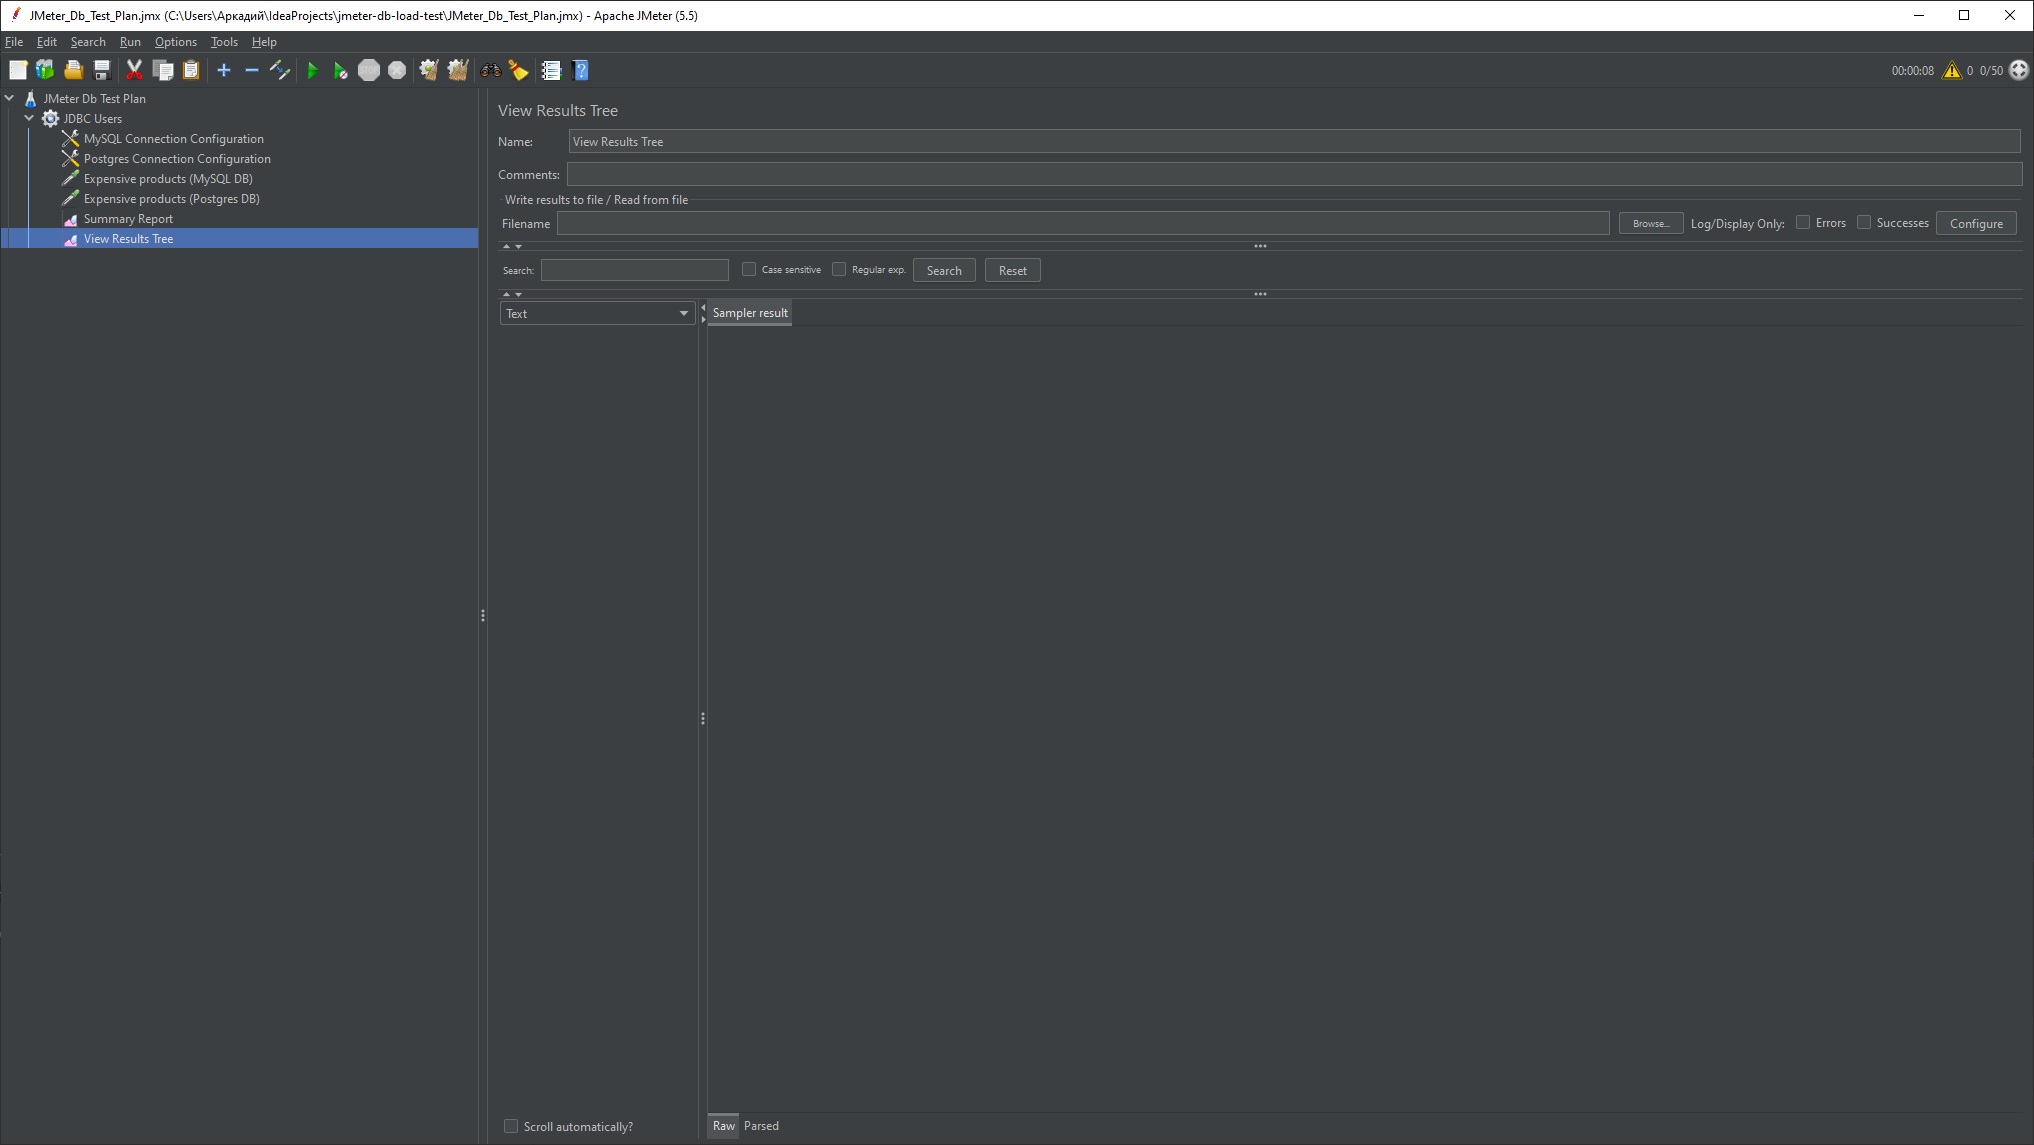 JMeter_Db_Test_Plan.jmx (C:\Users\Аркадий\IdeaProjects\jmeter-db-load-test\JMeter_Db_Test_Plan.jmx) - Apache JMeter (5.5)
File Edit Search Run Options Tools Help
STOP
00:00:08 0 0/50
JMeter Db Test Plan
JDBC Users
MySQL Connection Configuration
Postgres Connection Configuration
Expensive products (MySQL DB)
Expensive products (Postgres DB)
Summary Report
View Results Tree
View Results Tree
Name: View Results Tree
Comments:
Write results to file / Read from file
Filename Browse... Log/Display Only: Errors Successes Configure
Search: Case sensitive Regular exp. Search Reset
Text Sampler result
Scroll automatically? Raw Parsed